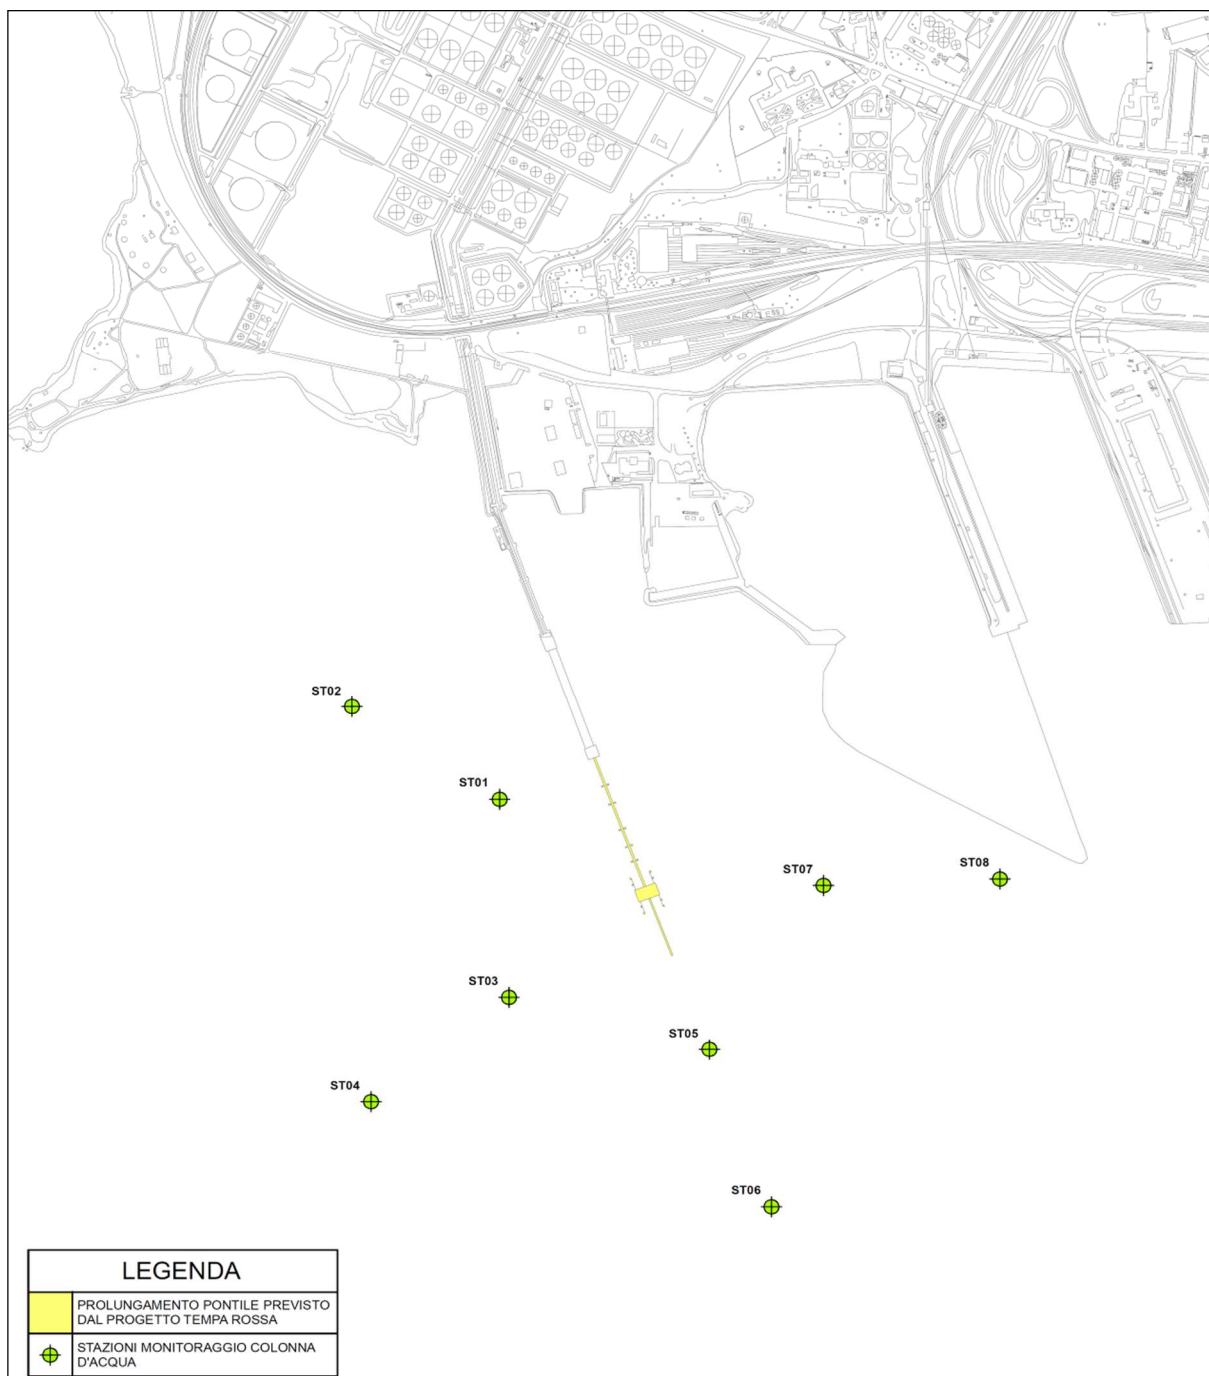 ST02
ST01
ST08
ST07
ST03
ST05
ST04
ST06
LEGENDA
PROLUNGAMENTO PONTILE PREVISTO
DAL PROGETTO TEMPA ROSSA
STAZIONI MONITORAGGIO COLONNA
D'ACQUA